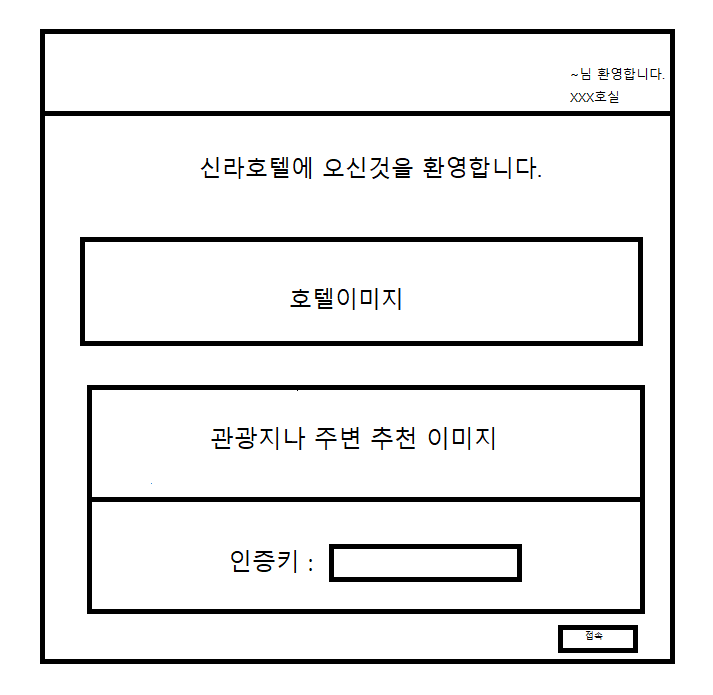 ~님 환영합니다.
XXX호실
신라호텔에 오신것을 환영합니다.
호텔이미지
관광지나 주변 추천 이미지
인증키 :
접속